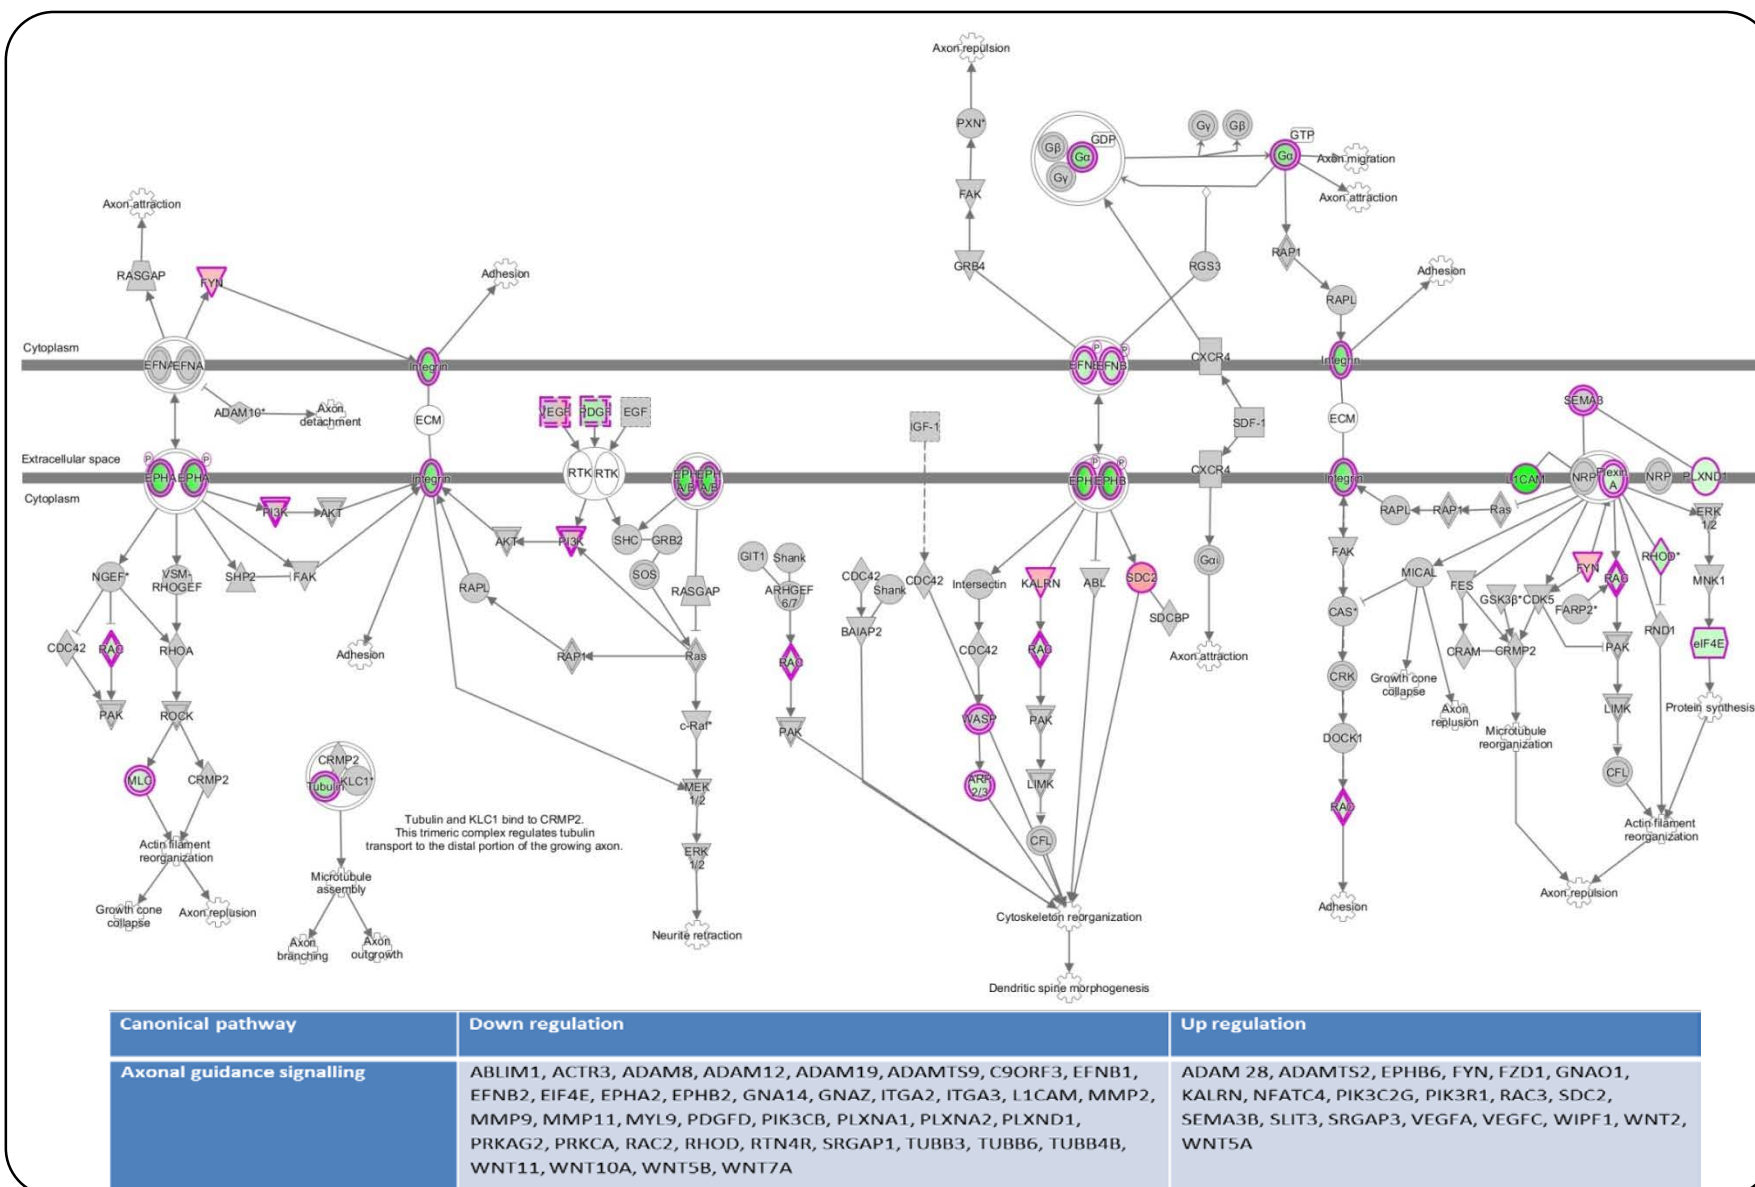 Axon repulsion
PXN*
FAK
GRB4
Gβ
Gα
Gγ
GDP
Gγ
Gβ
GTP
Gα
Axon migration
Axon attraction
RAP1
RGS3
RAPL
Adhesion
Axon attraction
RASGAP
FYN
Adhesion
Cytoplasm
EFNA
EFNA
Integrin
P
P
EFNB
EFNB
CXCR4
Integrin
ADAM10*
Axon
detachment
ECM
VEGF
PDGF
EGF
IGF-1
SDF-1
ECM
SEMA3
Extracellular space
Cytoplasm
P
P
EPHA
EPHA
Integrin
RTK
RTK
EPH
A/B
EPH
A/B
P
P
EPHB
EPHB
CXCR4
Integrin
L1CAM
NRP
Plexin
A
NRP
PLXND1
PI3K
AKT
AKT
PI3K
SHC
GRB2
SOS
RAPL
RAP1
Ras
ERK
1/2
NGEF*
VSM-
RHOGEF
SHP2
FAK
RAPL
RASGAP
GIT1
Shank
ARHGEF
6/7
CDC42
Shank
BAIAP2
CDC42
Intersectin
KALRN
ABL
SDC2
SDCBP
Gαi
FAK
CAS*
MICAL
FES
GSK3β*
CDK5
FYN
RAC
FARP2*
RHOD*
RND1
MNK1
CDC42
RAC
RHOA
Adhesion
RAP1
Ras
RAC
CDC42
RAC
Axon attraction
CRK
Growth cone
collapse
Axon
replusion
CRAM
CRMP2
PAK
eIF4E
PAK
ROCK
c-Raf*
PAK
WASP
PAK
DOCK1
Microtubule
reorganization
LIMK
Protein synthesis
MLC
CRMP2
CRMP2
Tubulin
KLC1*
MEK
1/2
ARP
2/3
LIMK
RAC
CFL
Tubulin and KLC1 bind to CRMP2.
This trimeric complex regulates tubulin
transport to the distal portion of the growing axon.
Actin filament
reorganization
ERK
1/2
CFL
Actin filament
reorganization
Microtubule
assembly
Growth cone
collapse
Axon replusion
Axon
branching
Axon
outgrowth
Neurite retraction
Cytoskeleton reorganization
Adhesion
Axon repulsion
Dendritic spine morphogenesis
Canonical pathway
Down regulation
Up regulation
Axonal guidance signalling
ABLIM1, ACTR3, ADAM8, ADAM12, ADAM19, ADAMTS9, C9ORF3, EFNB1,
EFNB2, EIF4E, EPHA2, EPHB2, GNA14, GNAZ, ITGA2, ITGA3, L1CAM, MMP2,
MMP9, MMP11, MYL9, PDGFD, PIK3CB, PLXNA1, PLXNA2, PLXND1,
PRKAG2, PRKCA, RAC2, RHOD, RTN4R, SRGAP1, TUBB3, TUBB6, TUBB4B,
WNT11, WNT10A, WNT5B, WNT7A
ADAM 28, ADAMTS2, EPHB6, FYN, FZD1, GNAO1,
KALRN, NFATC4, PIK3C2G, PIK3R1, RAC3, SDC2,
SEMA3B, SLIT3, SRGAP3, VEGFA, VEGFC, WIPF1, WNT2,
WNT5A